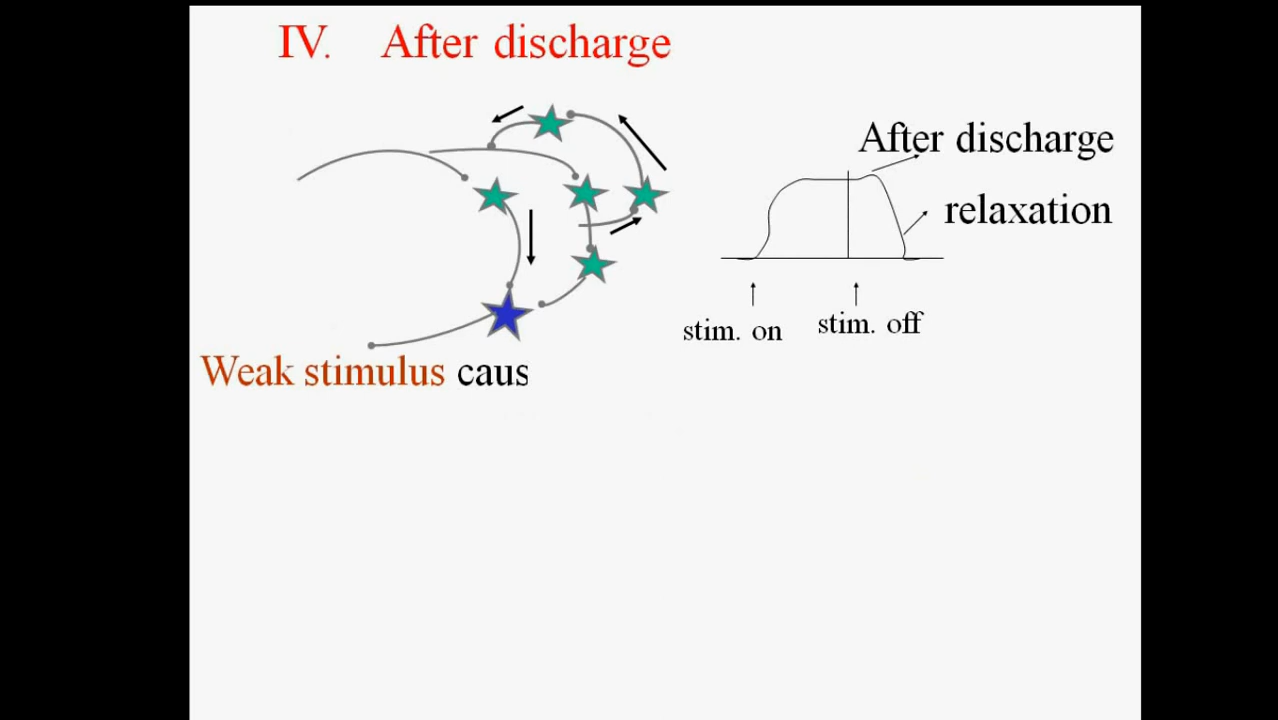 IV. After discharge
After discharge
relaxation
stim. on
stim. off
Weak stimulus caus